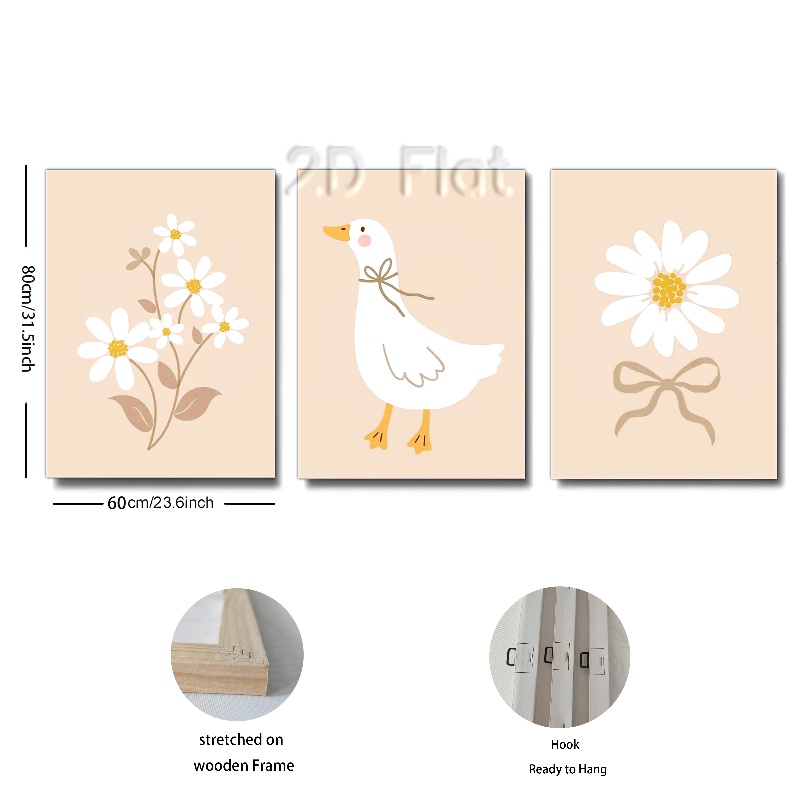 2D Flat
80cm/31.5inch
60cm/23.6inch
stretched on
wooden Frame
Hook
Ready to Hang